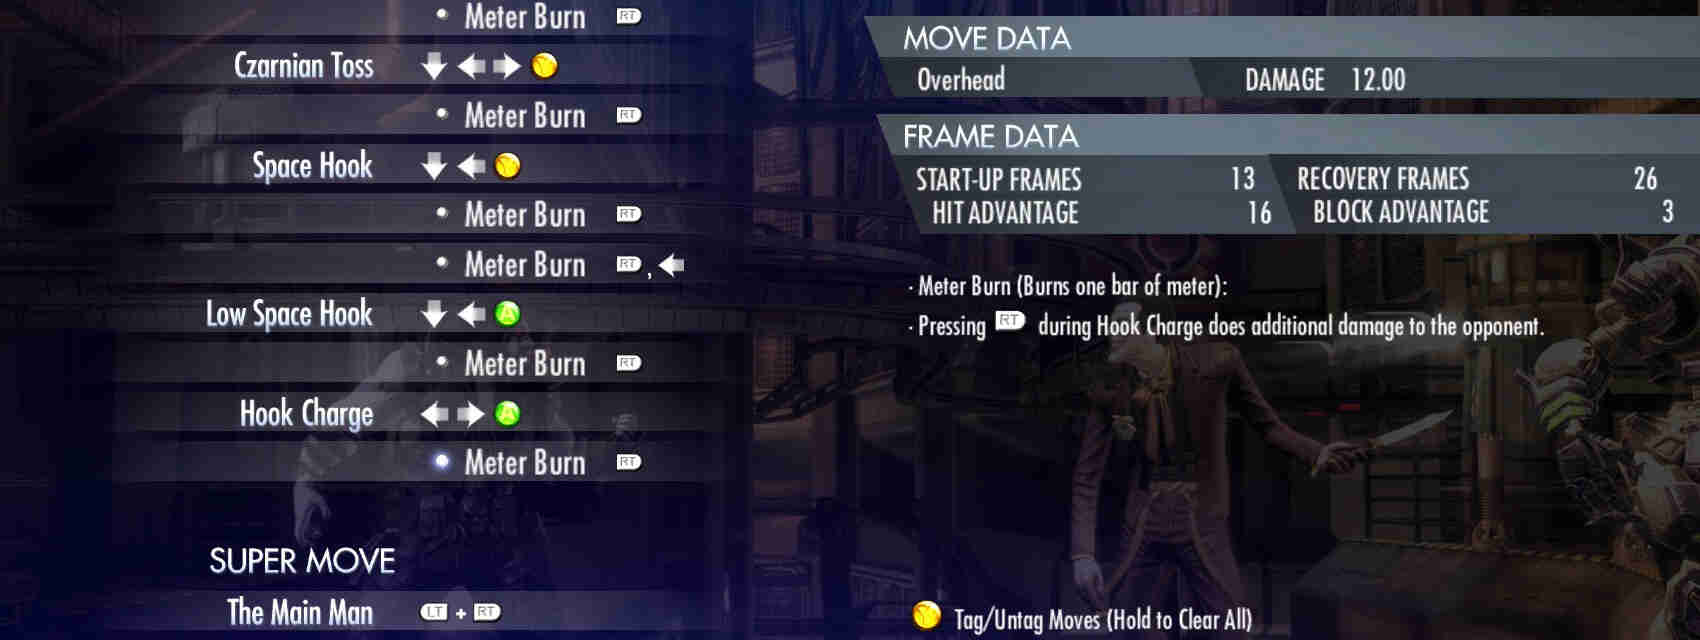 Meter Burn RT
Czarnian Toss Y
Meter Burn RT
Space Hook Y
Meter Burn RT
Meter Burn RT ,
Low Space Hook A
Meter Burn RT
Hook Charge A
Meter Burn RT
SUPER MOVE
The Main Man LT + RT
MOVE DATA
Overhead DAMAGE 12.00
FRAME DATA
START-UP FRAMES 13 RECOVERY FRAMES 26
HIT ADVANTAGE 16 BLOCK ADVANTAGE 3
· Meter Burn (Burns one bar of meter):
· Pressing RT during Hook Charge does additional damage to the opponent.
Y Tag/Untag Moves (Hold to Clear All)